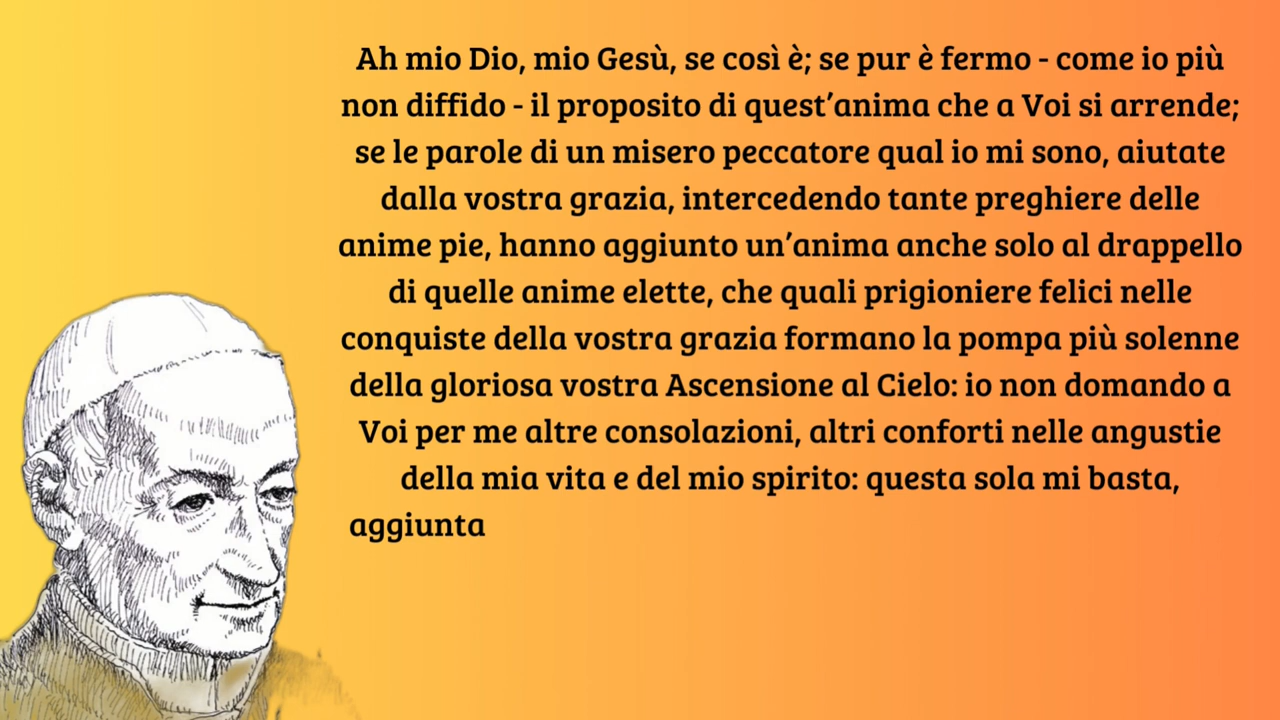 Ah mio Dio, mio Gesù, se così è; se pur è fermo - come io più
non diffido - il proposito di quest'anima che a Voi si arrende;
se le parole di un misero peccatore qual io mi sono, aiutate
dalla vostra grazia, intercedendo tante preghiere delle
anime pie, hanno aggiunto un'anima anche solo al drappello
di quelle anime elette, che quali prigioniere felici nelle
conquiste della vostra grazia formano la pompa più solenne
della gloriosa vostra Ascensione al Cielo: io non domando a
Voi per me altre consolazioni, altri conforti nelle angustie
della mia vita e del mio spirito: questa sola mi basta,
aggiunta